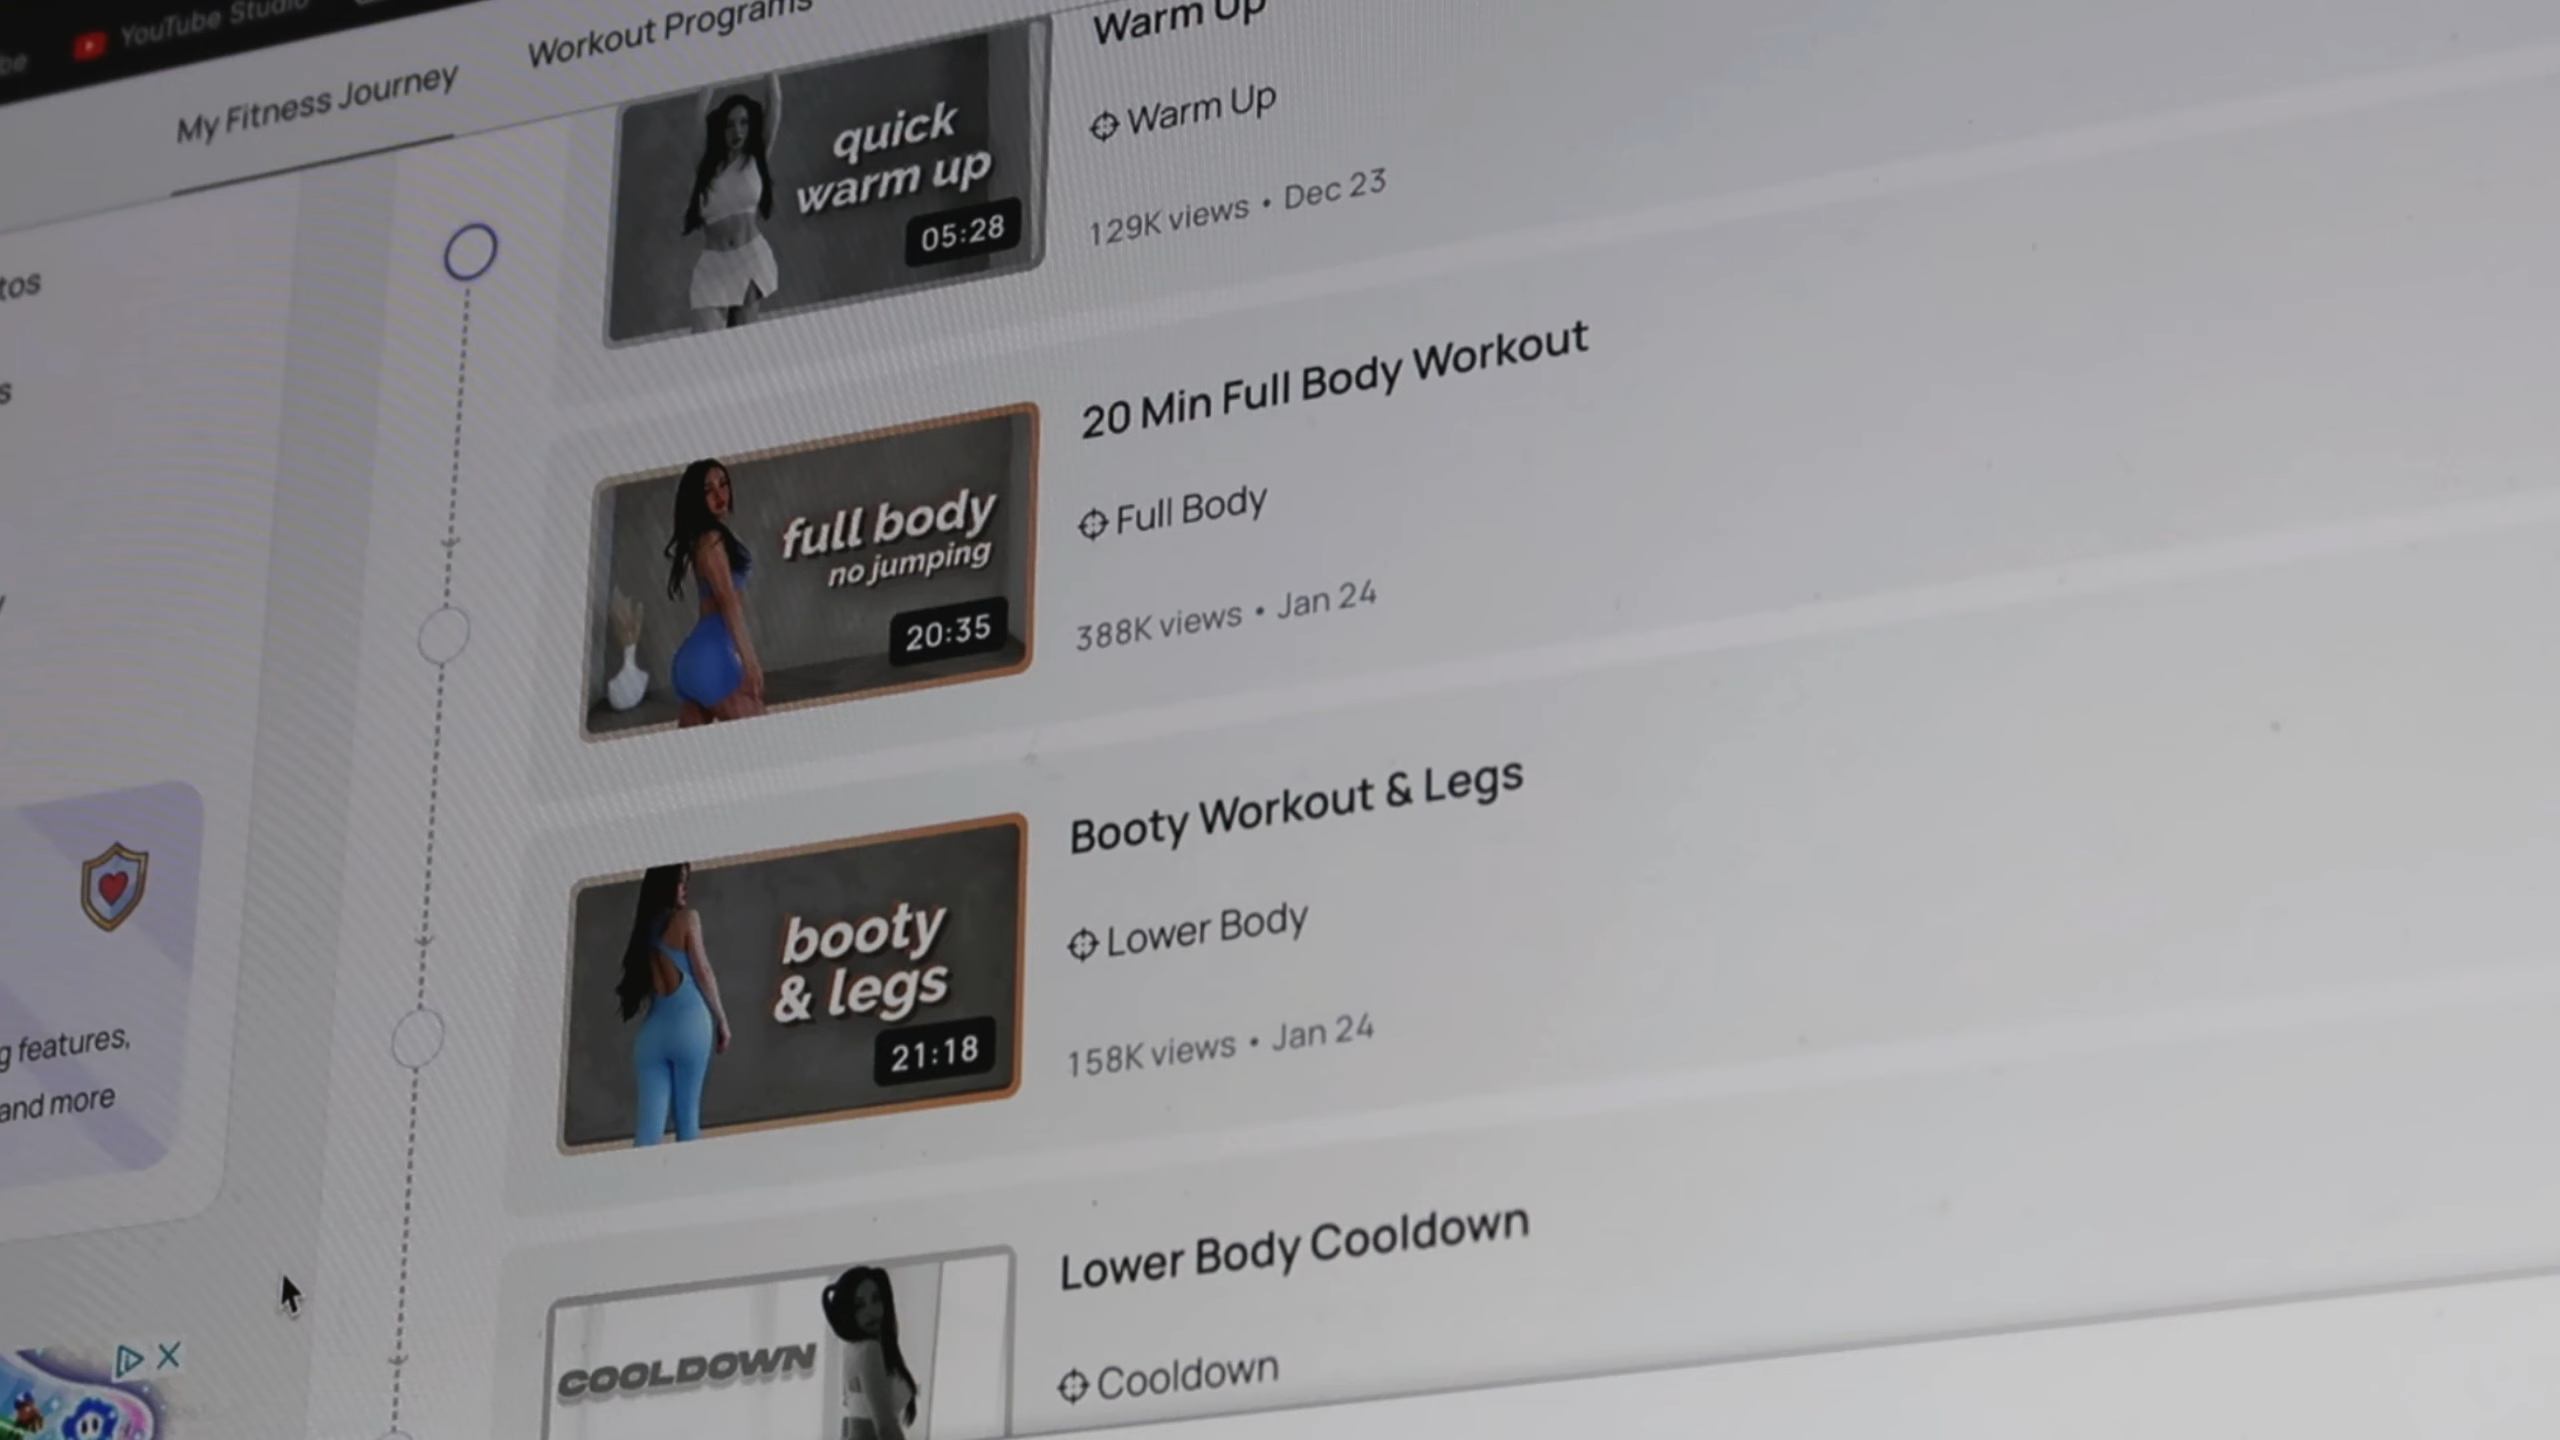 YouTube Studio
My Fitness Journey
Workout Programs
Warm Up
Warm Up
129K views • Dec 23
quick
warm up
05:28
20 Min Full Body Workout
Full Body
388K views • Jan 24
full body
no jumping
20:35
Booty Workout & Legs
Lower Body
158K views • Jan 24
booty
& legs
21:18
Lower Body Cooldown
Cooldown
COOLDOWN
features,
and more